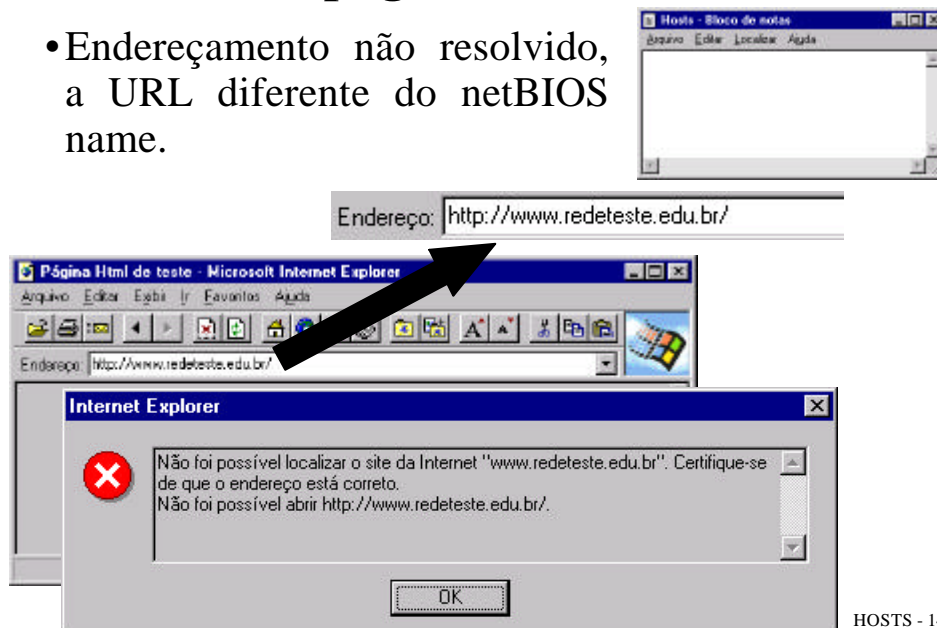 •Endereçamento não resolvido,
a URL diferente do netBIOS
name.
Hosts - Bloco de notas
Arquivo Editar Localizar Ajuda
Endereço: http://www.redeteste.edu.br/
Página Html de teste - Microsoft Internet Explorer
Arquivo Editar Exibir Ir Favoritos Ajuda
Endereço: http://www.redeteste.edu.br/
Internet Explorer
Não foi possível localizar o site da Internet "www.redeteste.edu.br". Certifique-se
de que o endereço está correto.
Não foi possível abrir http://www.redeteste.edu.br/.
OK
HOSTS - 1